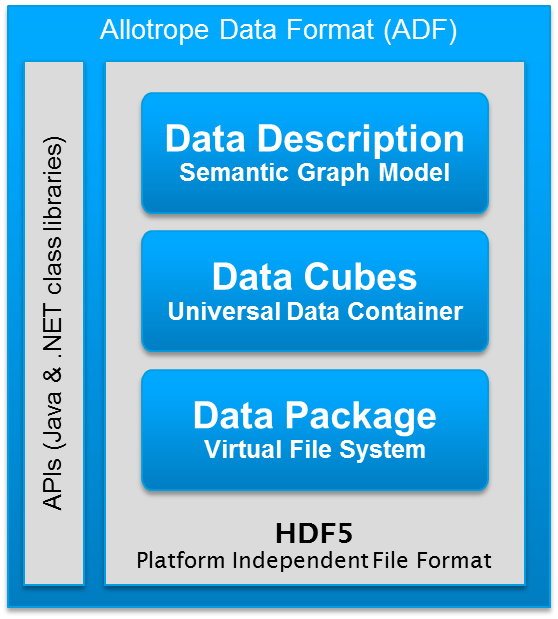 Allotrope Data Format (ADF)
APIs (Java & .NET class libraries)
Data Description
Semantic Graph Model
Data Cubes
Universal Data Container
Data Package
Virtual File System
HDF5
Platform Independent File Format